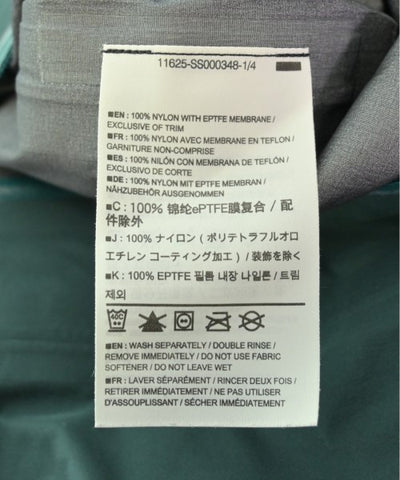 11625-SS000348-1/4
■EN : 100% NYLON WITH EPTFE MEMBRANE /
EXCLUSIVE OF TRIM
■FR : 100% NYLON AVEC MEMBRANE EN TEFLON /
GARNITURE NON-COMPRISE
■ES : 100% NILÓN CON MEMBRANA DE TEFLÓN /
EXCLUSIVO DE CORTE
■DE : 100% NYLON MIT EPTFE MEMBRAN /
NÄHZUBEHÖR AUSGENOMMEN
■C : 100% 锦纶ePTFE膜复合 / 配
件除外
■J : 100% ナイロン ( ポリテトラフルオロ
エチレン コーティング加工 ) / 装飾を除く
■K : 100% EPTFE 필름 내장 나일론 / 트림
제외
40C
■EN : WASH SEPARATELY / DOUBLE RINSE /
REMOVE IMMEDIATELY / DO NOT USE FABRIC
SOFTENER / DO NOT LEAVE WET
■FR : LAVER SÉPARÉMENT / RINCER DEUX FOIS /
RETIRER IMMÉDIATEMENT / NE PAS UTILISER
D'ASSOUPLISSANT / SÉCHER IMMÉDIATEMENT